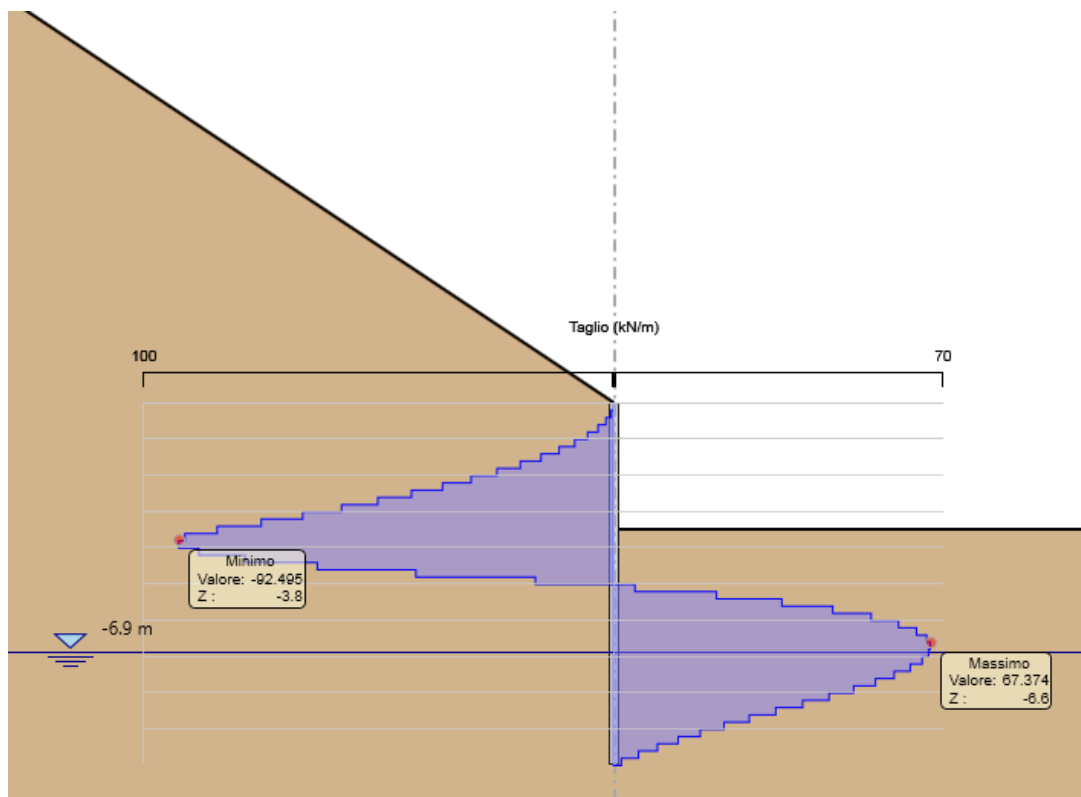 Taglio (kN/m)
100
70
Minimo
Valore: -92.495
Z : -3.8
-6.9 m
Massimo
Valore: 67.374
Z : -6.6